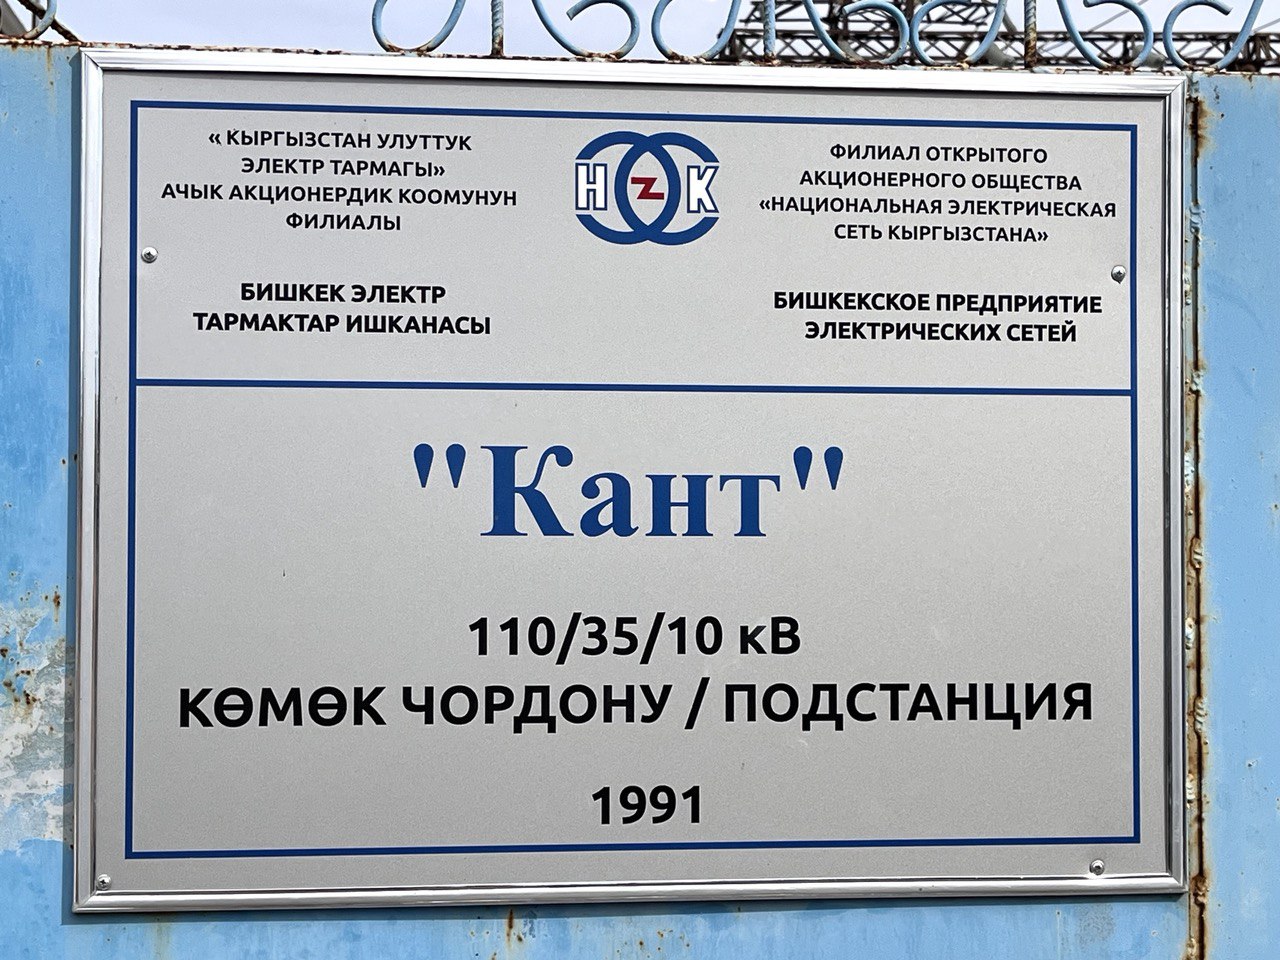 « КЫРГЫЗСТАН УЛУТТУК
ЭЛЕКТР ТАРМАГЫ»
АЧЫК АКЦИОНЕРДИК КООМУНУН
ФИЛИАЛЫ
БИШКЕК ЭЛЕКТР
ТАРМАКТАР ИШКАНАСЫ
Н Z К
ФИЛИАЛ ОТКРЫТОГО
АКЦИОНЕРНОГО ОБЩЕСТВА
«НАЦИОНАЛЬНАЯ ЭЛЕКТРИЧЕСКАЯ
СЕТЬ КЫРГЫЗСТАНА»
БИШКЕКСКОЕ ПРЕДПРИЯТИЕ
ЭЛЕКТРИЧЕСКИХ СЕТЕЙ
"Кант"
110/35/10 кВ
КӨМӨК ЧОРДОНУ / ПОДСТАНЦИЯ
1991